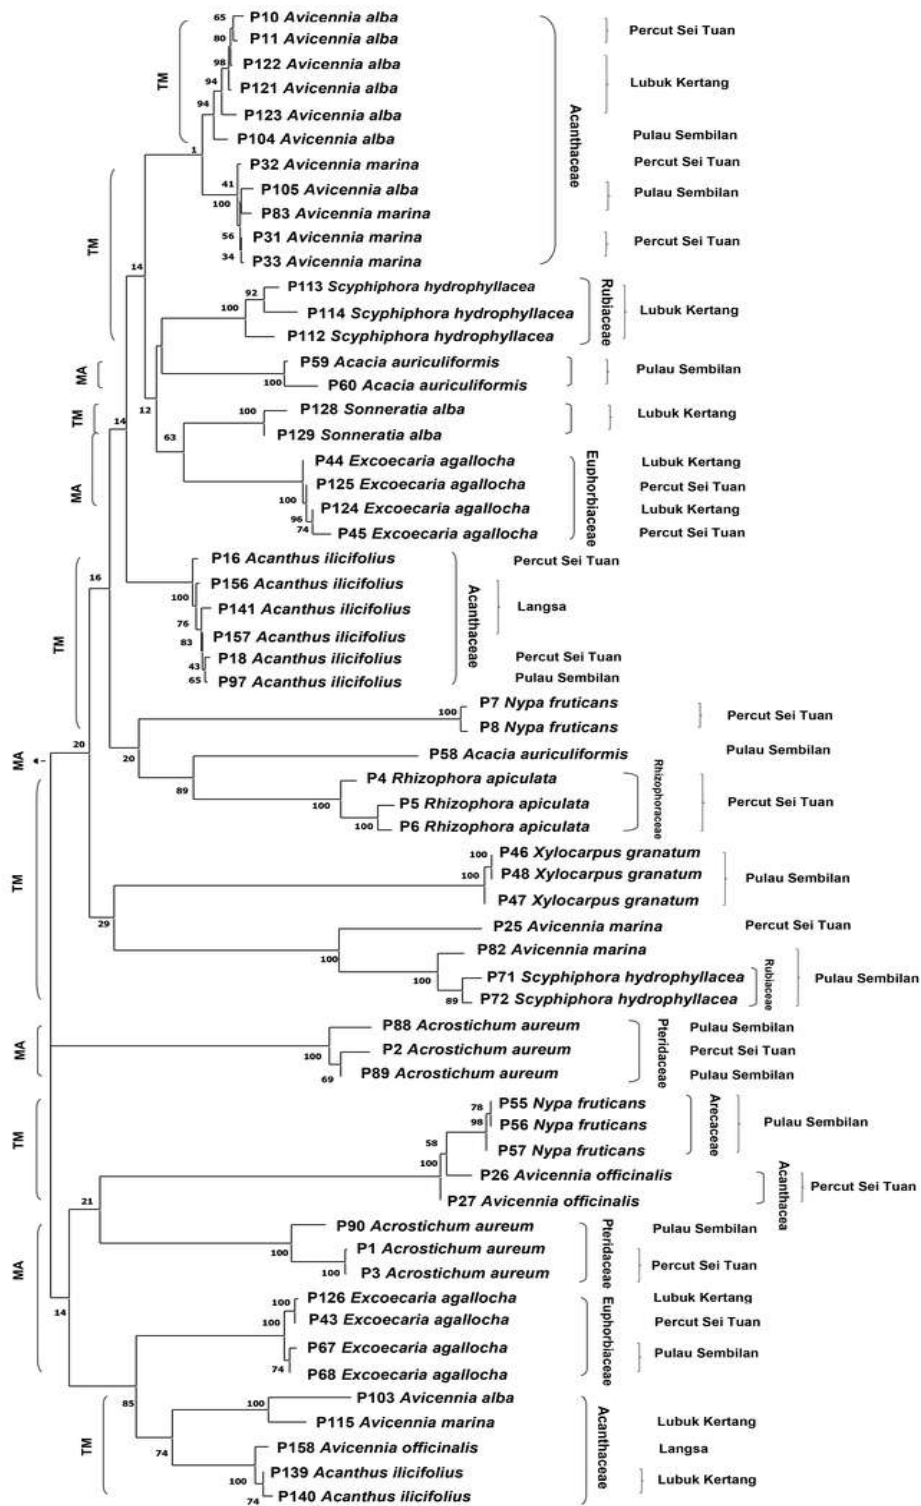 65 P10 Avicennia alba
80 P11 Avicennia alba
Percut Sei Tuan
98 P122 Avicennia alba
94 P121 Avicennia alba
Lubuk Kertang
94 P123 Avicennia alba
P104 Avicennia alba
Pulau Sembilan
TM
Acanthaceae
1
P32 Avicennia marina
Percut Sei Tuan
41 P105 Avicennia alba
100 P83 Avicennia marina
Pulau Sembilan
56 P31 Avicennia marina
34 P33 Avicennia marina
Percut Sei Tuan
TM
14
92 P113 Scyphiphora hydrophyllacea
100 P114 Scyphiphora hydrophyllacea
P112 Scyphiphora hydrophyllacea
Rubiaceae
Lubuk Kertang
MA
P59 Acacia auriculiformis
100 P60 Acacia auriculiformis
Pulau Sembilan
12
14
TM
100 P128 Sonneratia alba
P129 Sonneratia alba
Lubuk Kertang
63
MA
P44 Excoecaria agallocha
Lubuk Kertang
100 P125 Excoecaria agallocha
Percut Sei Tuan
96 P124 Excoecaria agallocha
Lubuk Kertang
74 P45 Excoecaria agallocha
Percut Sei Tuan
Euphorbiaceae
16
TM
P16 Acanthus ilicifolius
Percut Sei Tuan
100 P156 Acanthus ilicifolius
76 P141 Acanthus ilicifolius
Langsa
83 P157 Acanthus ilicifolius
43 P18 Acanthus ilicifolius
Percut Sei Tuan
65 P97 Acanthus ilicifolius
Pulau Sembilan
Acanthaceae
100 P7 Nypa fruticans
P8 Nypa fruticans
Percut Sei Tuan
MA
20
20
P58 Acacia auriculiformis
Pulau Sembilan
89
P4 Rhizophora apiculata
100 P5 Rhizophora apiculata
100 P6 Rhizophora apiculata
Rhizophoraceae
Percut Sei Tuan
TM
100 P46 Xylocarpus granatum
100 P48 Xylocarpus granatum
P47 Xylocarpus granatum
Pulau Sembilan
29
P25 Avicennia marina
Percut Sei Tuan
100
P82 Avicennia marina
100 P71 Scyphiphora hydrophyllacea
89 P72 Scyphiphora hydrophyllacea
Rubiaceae
Pulau Sembilan
MA
P88 Acrostichum aureum
Pulau Sembilan
100 P2 Acrostichum aureum
Percut Sei Tuan
69 P89 Acrostichum aureum
Pulau Sembilan
Pteridaceae
TM
78 P55 Nypa fruticans
98 P56 Nypa fruticans
P57 Nypa fruticans
Arecaceae
Pulau Sembilan
58
100
P26 Avicennia officinalis
P27 Avicennia officinalis
Acanthacea
Percut Sei Tuan
21
MA
P90 Acrostichum aureum
Pulau Sembilan
100 P1 Acrostichum aureum
100 P3 Acrostichum aureum
Percut Sei Tuan
Pteridaceae
14
100 P126 Excoecaria agallocha
Lubuk Kertang
100 P43 Excoecaria agallocha
Percut Sei Tuan
P67 Excoecaria agallocha
74 P68 Excoecaria agallocha
Pulau Sembilan
Euphorbiaceae
85
TM
P103 Avicennia alba
100 P115 Avicennia marina
Lubuk Kertang
74
P158 Avicennia officinalis
Langsa
100 P139 Acanthus ilicifolius
74 P140 Acanthus ilicifolius
Lubuk Kertang
Acanthaceae